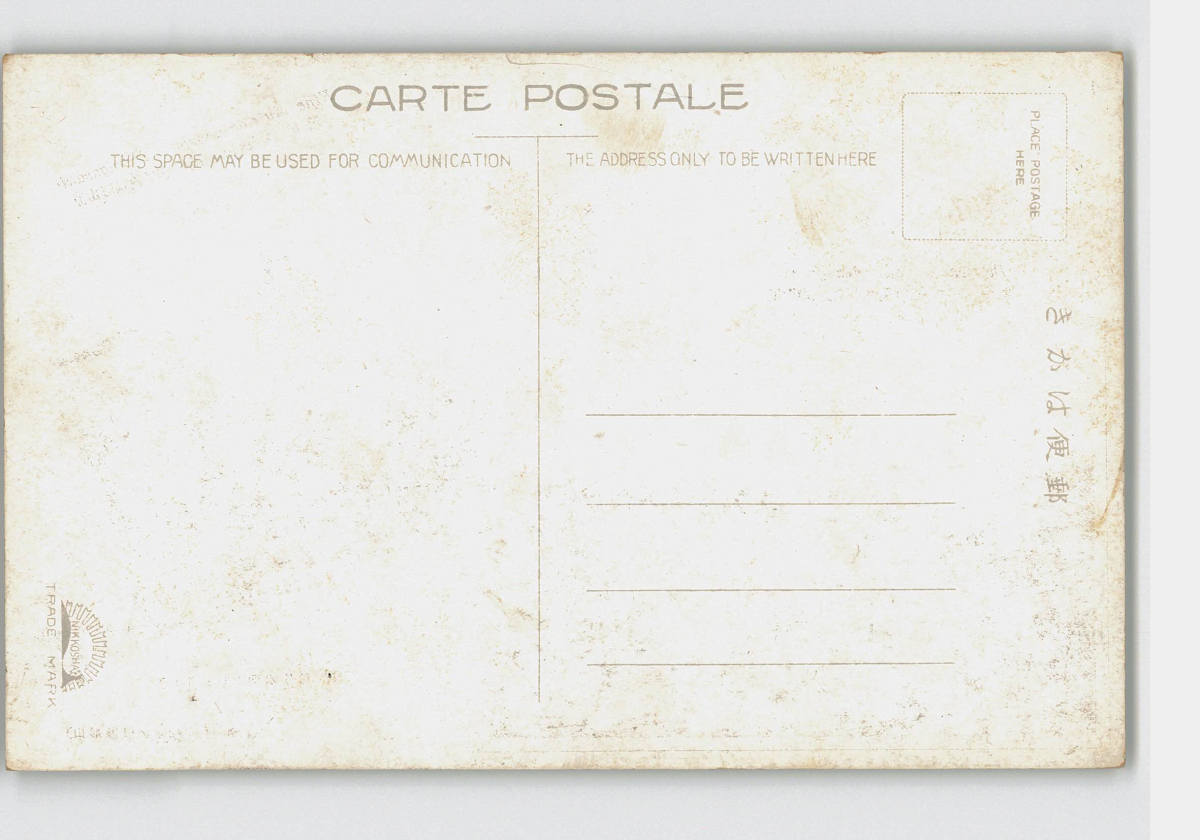 CARTE POSTALE
THIS SPACE MAY BE USED FOR COMMUNICATION
THE ADDRESS ONLY TO BE WRITTEN HERE
PLACE POSTAGE
HERE
きかは便郵
NIKKOSHA
TRADE MARK